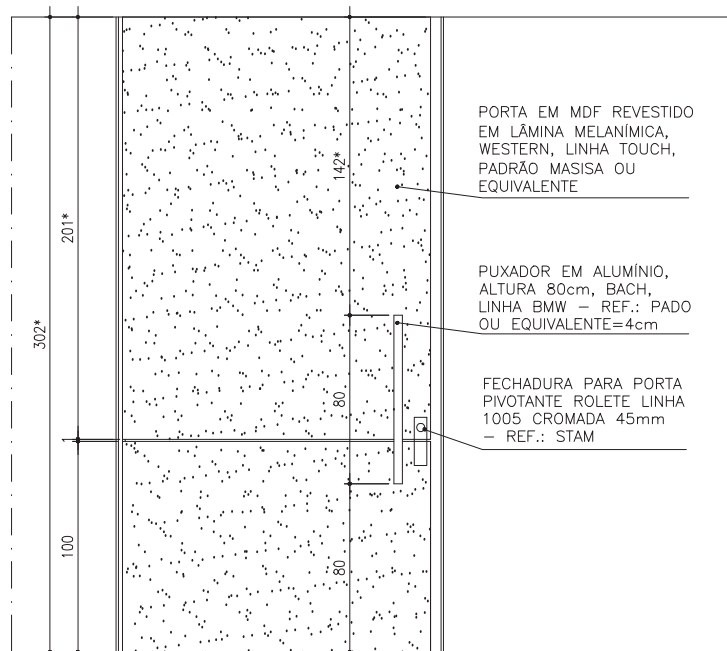 PORTA EM MDF REVESTIDO
EM LÂMINA MELANÍMICA,
WESTERN, LINHA TOUCH,
PADRÃO MASISA OU
EQUIVALENTE
142*
201*
PUXADOR EM ALUMÍNIO,
ALTURA 80cm, BACH,
LINHA BMW – REF.: PADO
OU EQUIVALENTE=4cm
302*
FECHADURA PARA PORTA
PIVOTANTE ROLETE LINHA
1005 CROMADA 45mm
– REF.: STAM
80
1
100
80